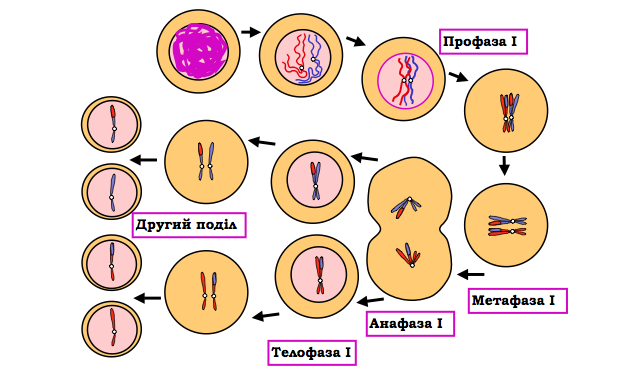 Профаза I
Другий поділ
Метафаза I
Анафаза I
Телофаза I